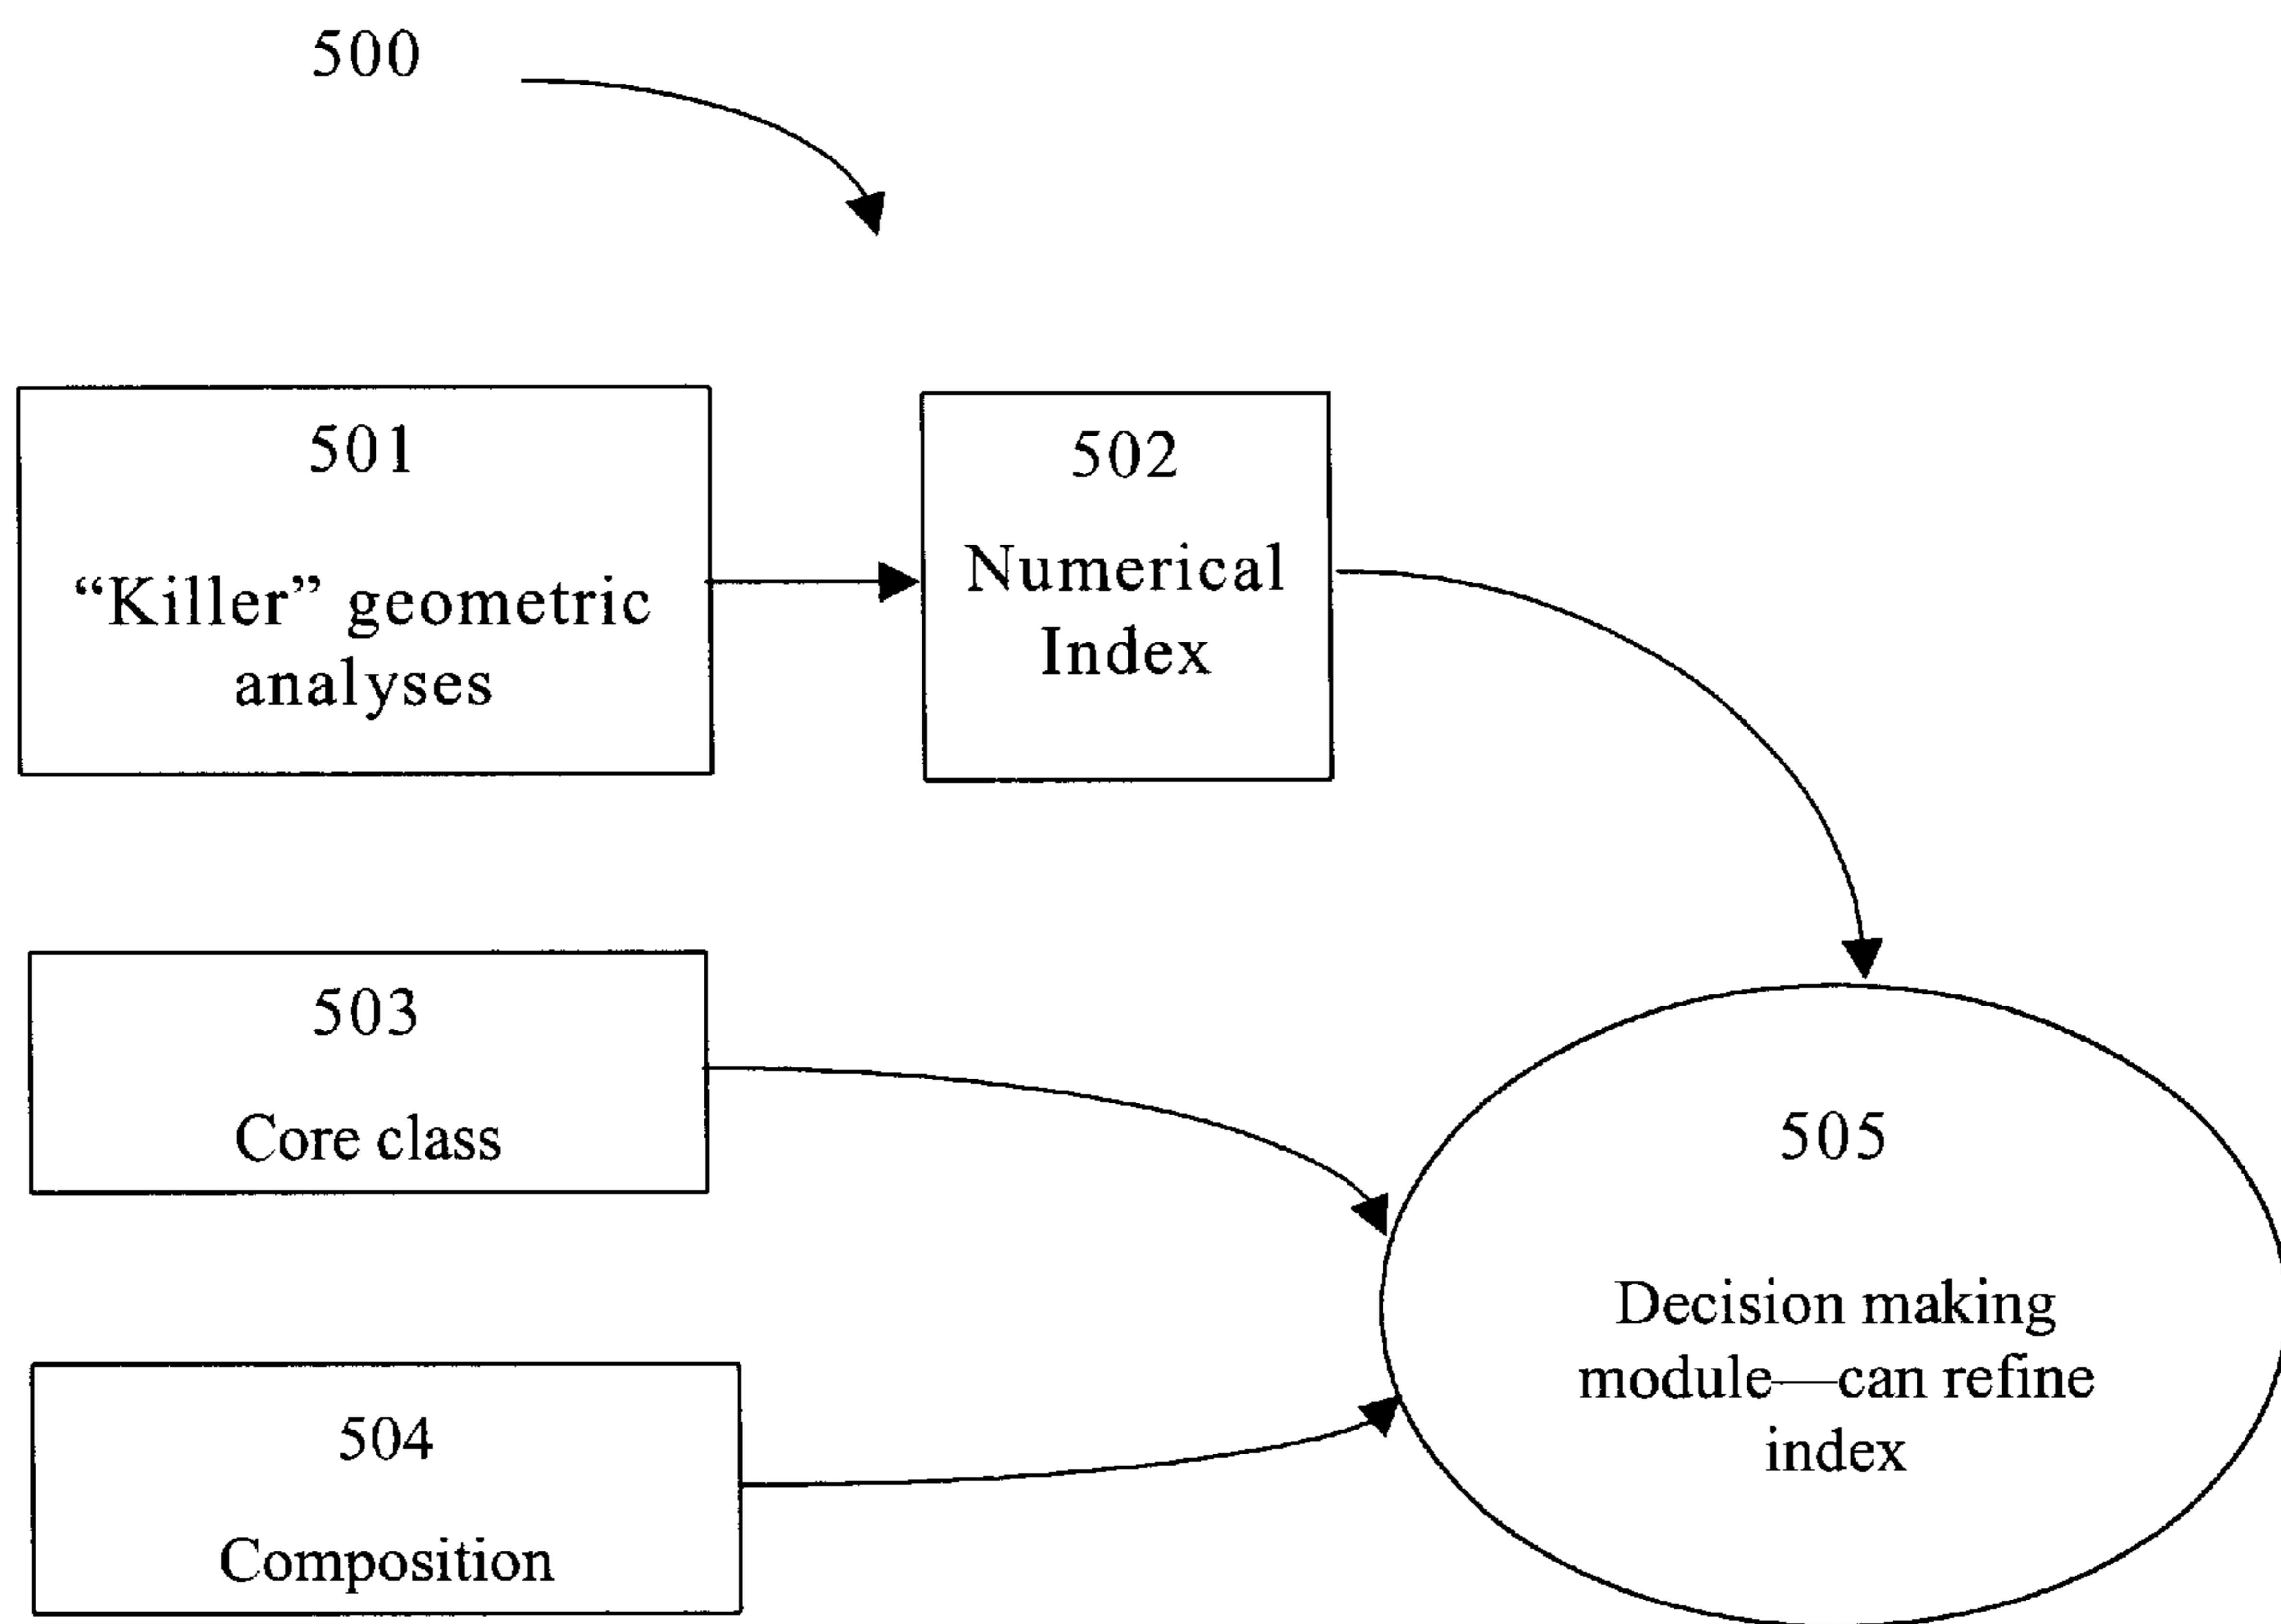 500
501
“Killer” geometric
analyses
502
Numerical
Index
503
Core class
504
Composition
505
Decision making
module—can refine
index